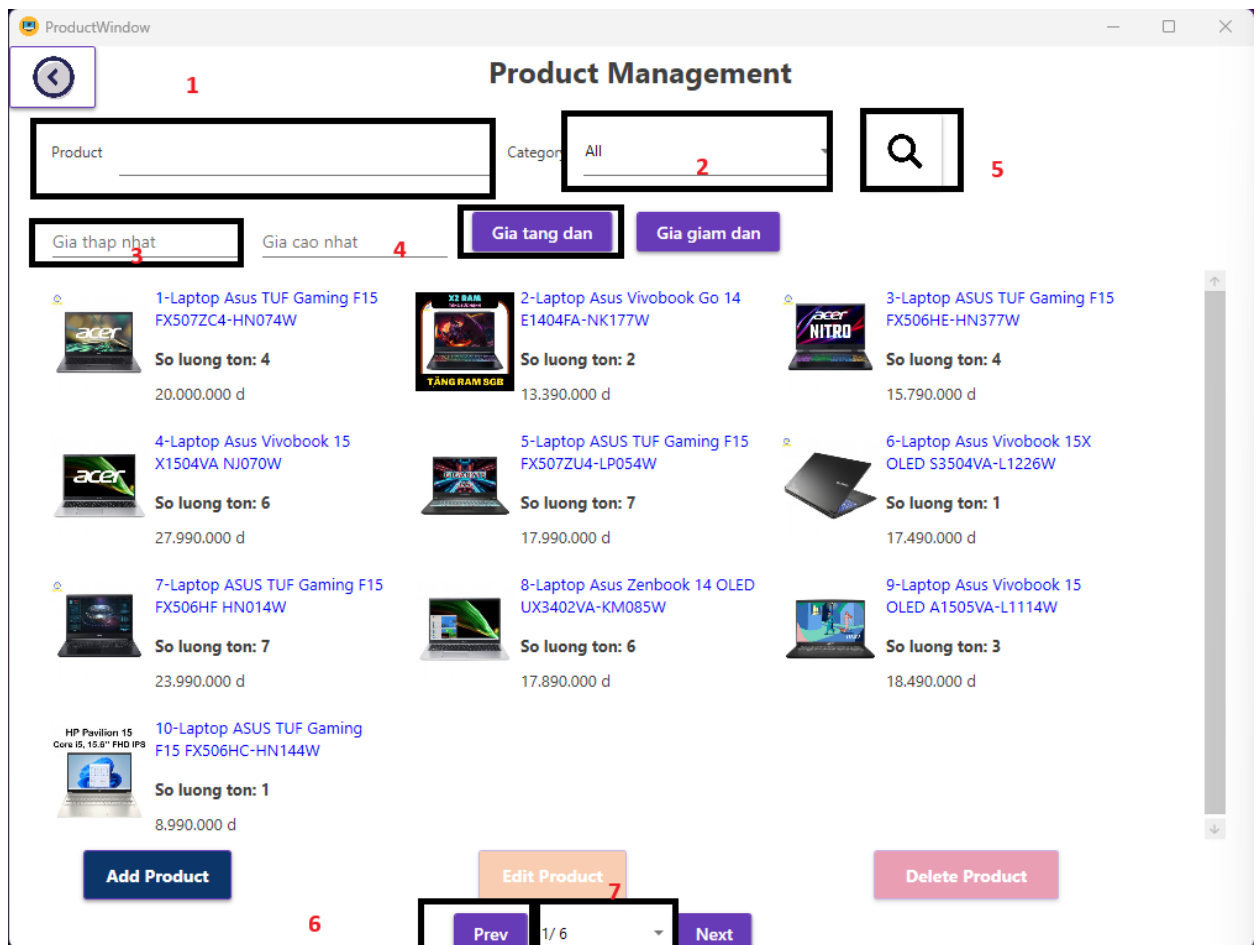 ProductWindow
1
Product Management
Product
Categor
All
2
5
Gia thap nhat
3
Gia cao nhat
4
Gia tang dan
Gia giam dan
acer
1-Laptop Asus TUF Gaming F15
FX507ZC4-HN074W
So luong ton: 4
20.000.000 d
X2 RAM
TĂNG RAM 8GB
2-Laptop Asus Vivobook Go 14
E1404FA-NK177W
So luong ton: 2
13.390.000 d
acer
NITRO
3-Laptop ASUS TUF Gaming F15
FX506HE-HN377W
So luong ton: 4
15.790.000 d
acer
4-Laptop Asus Vivobook 15
X1504VA NJ070W
So luong ton: 6
27.990.000 d
5-Laptop ASUS TUF Gaming F15
FX507ZU4-LP054W
So luong ton: 7
17.990.000 d
6-Laptop Asus Vivobook 15X
OLED S3504VA-L1226W
So luong ton: 1
17.490.000 d
7-Laptop ASUS TUF Gaming F15
FX506HF HN014W
So luong ton: 7
23.990.000 d
8-Laptop Asus Zenbook 14 OLED
UX3402VA-KM085W
So luong ton: 6
17.890.000 d
9-Laptop Asus Vivobook 15
OLED A1505VA-L1114W
So luong ton: 3
18.490.000 d
HP Pavilion 15
Core i5, 15.6" FHD IPS
10-Laptop ASUS TUF Gaming
F15 FX506HC-HN144W
So luong ton: 1
8.990.000 d
Add Product
Edit Product
Delete Product
7
6
Prev
1/ 6
Next